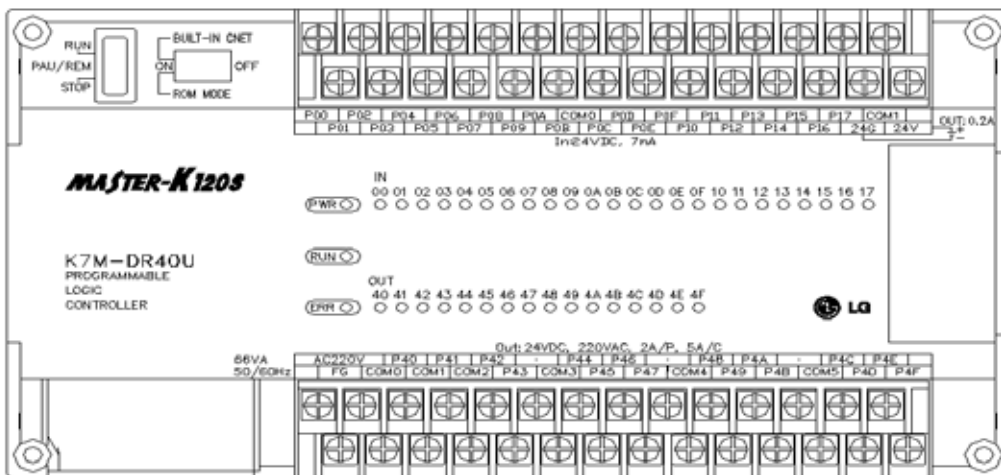 RUN
PAU/REM
STOP
BUILT-IN CNET
ON OFF
ROM MODE
P00 P02 P04 P06 P08 P0A COM0 P0D P0F P11 P13 P15 P17 COM1
P01 P03 P05 P07 P09 P0B P0C P0E P10 P12 P14 P16 24G 24V
OUT:0.2A
In:24VDC, 7mA
MASTER-K120S
IN
00 01 02 03 04 05 06 07 08 09 0A 0B 0C 0D 0E 0F 10 11 12 13 14 15 16 17
PWR
K7M-DR40U
PROGRAMMABLE
LOGIC
CONTROLLER
RUN
OUT
40 41 42 43 44 45 46 47 48 49 4A 4B 4C 4D 4E 4F
ERR
LG
Out: 24VDC, 220VAC, 2A/P, 5A/C
66VA
50/60Hz
AC220V P40 P41 P42 · P44 P46 · P48 P4A · P4C P4E
FG COM0 COM1 COM2 P43 COM3 P45 P47 · COM4 P49 P4B COM5 P4D P4F